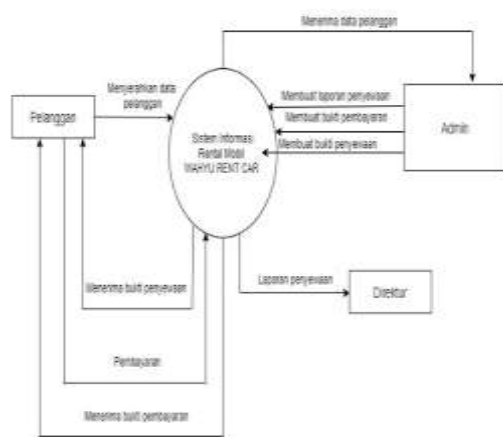 Menerima data pelanggan
Menyerahkan data
pelanggan
Pelanggan
Sistem Informasi
Rental Mobil
WAHYU RENT CAR
Membuat laporan penyewaan
Membuat bukti pembayaran
Membuat bukti penyewaan
Admin
Menerima bukti penyewaan
Laporan penyewaan
Direktur
Pembayaran
Menerima bukti pembayaran